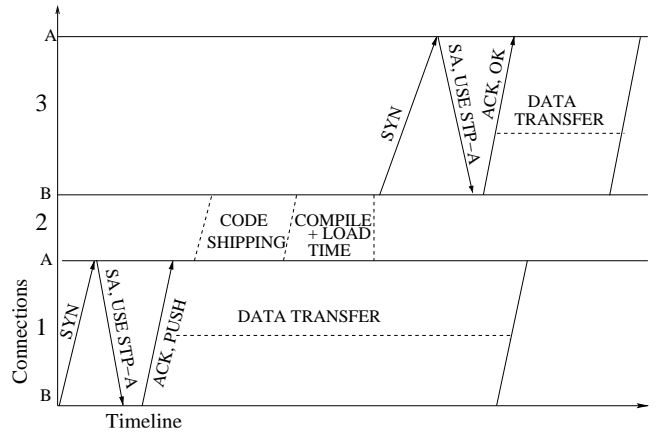 A
3
SYN
SA, USE STP−A
ACK, OK
DATA
TRANSFER
B
2
CODE
SHIPPING
COMPILE
+ LOAD
TIME
A
Connections
1
SYN
SA, USE STP−A
ACK, PUSH
DATA TRANSFER
B
Timeline